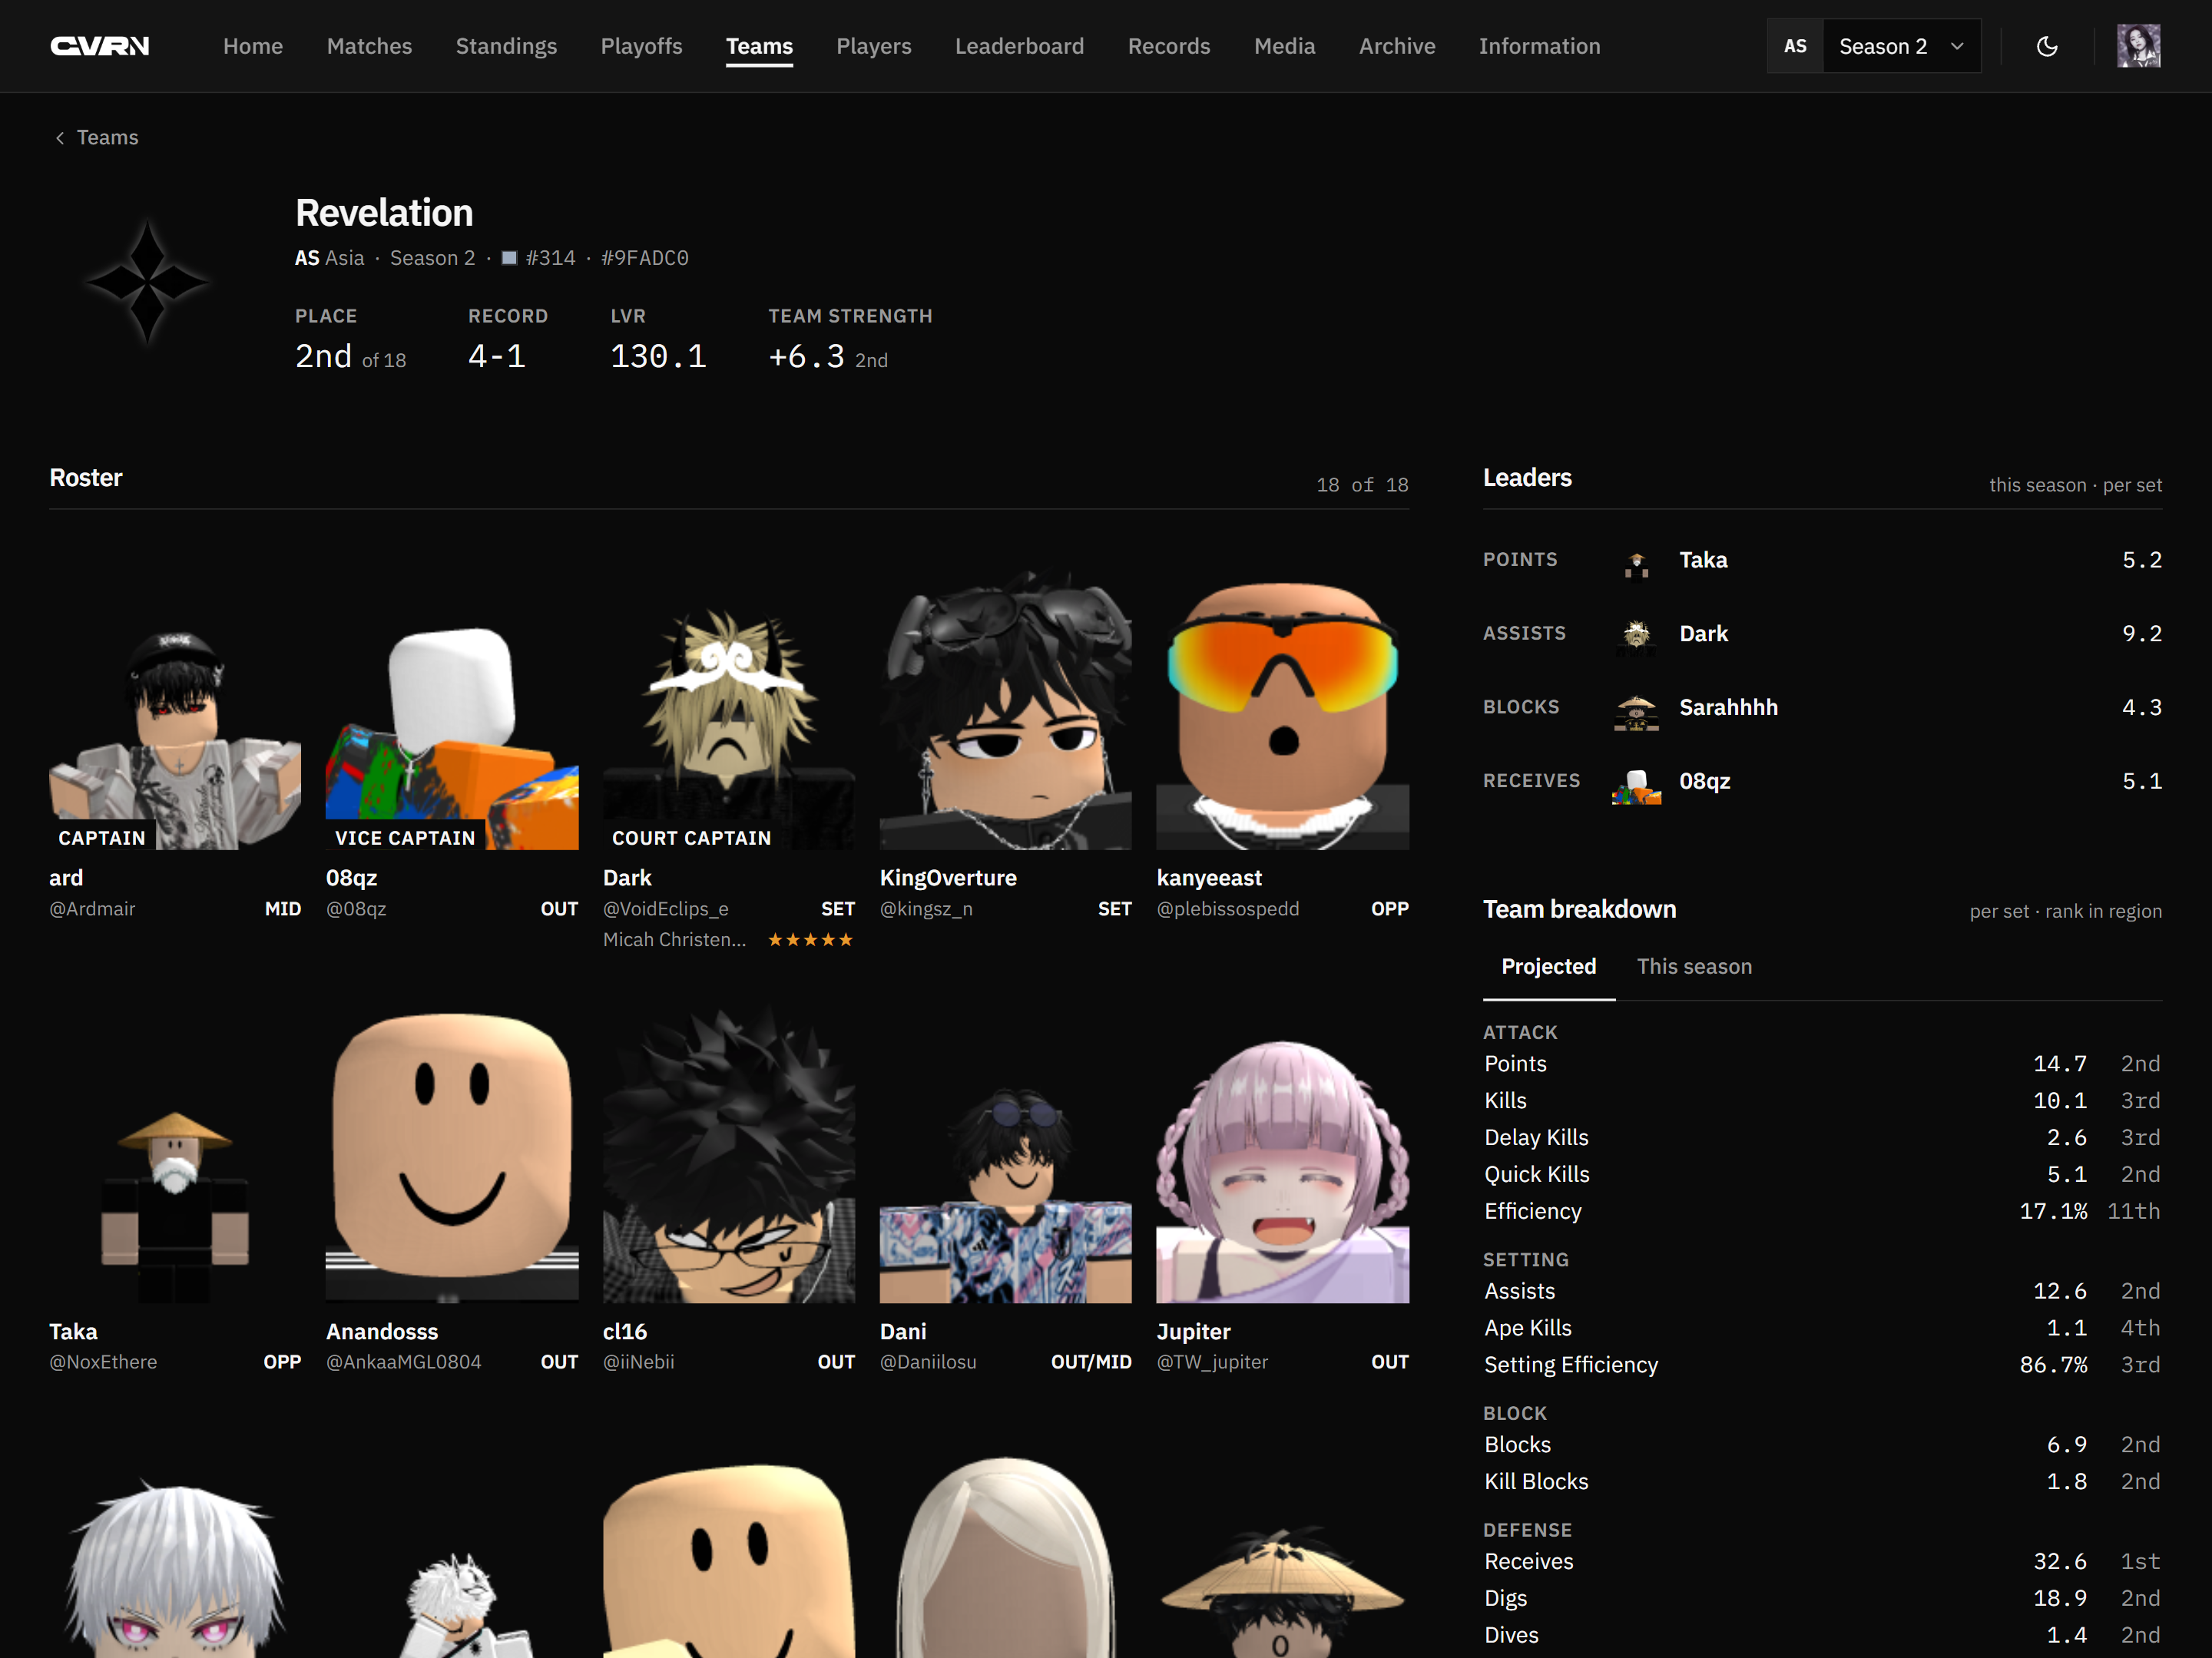 CVRN
Home Matches Standings Playoffs Teams Players Leaderboard Records Media Archive Information
AS Season 2
Teams
Revelation
AS Asia · Season 2 · #314 · #9FADC0
PLACE RECORD LVR TEAM STRENGTH
2nd of 18 4-1 130.1 +6.3 2nd
Roster 18 of 18
CAPTAIN VICE CAPTAIN COURT CAPTAIN
ard 08qz Dark KingOverture kanyeeast
@Ardmair MID @08qz OUT @VoidEclips_e SET @kingsz_n SET @plebissospedd OPP
Micah Christen... ★★★★★
Taka Anandosss cl16 Dani Jupiter
@NoxEthere OPP @AnkaaMGL0804 OUT @iiNebii OUT @Daniilosu OUT/MID @TW_jupiter OUT
Leaders this season · per set
POINTS Taka 5.2
ASSISTS Dark 9.2
BLOCKS Sarahhhh 4.3
RECEIVES 08qz 5.1
Team breakdown per set · rank in region
Projected This season
ATTACK
Points 14.7 2nd
Kills 10.1 3rd
Delay Kills 2.6 3rd
Quick Kills 5.1 2nd
Efficiency 17.1% 11th
SETTING
Assists 12.6 2nd
Ape Kills 1.1 4th
Setting Efficiency 86.7% 3rd
BLOCK
Blocks 6.9 2nd
Kill Blocks 1.8 2nd
DEFENSE
Receives 32.6 1st
Digs 18.9 2nd
Dives 1.4 2nd